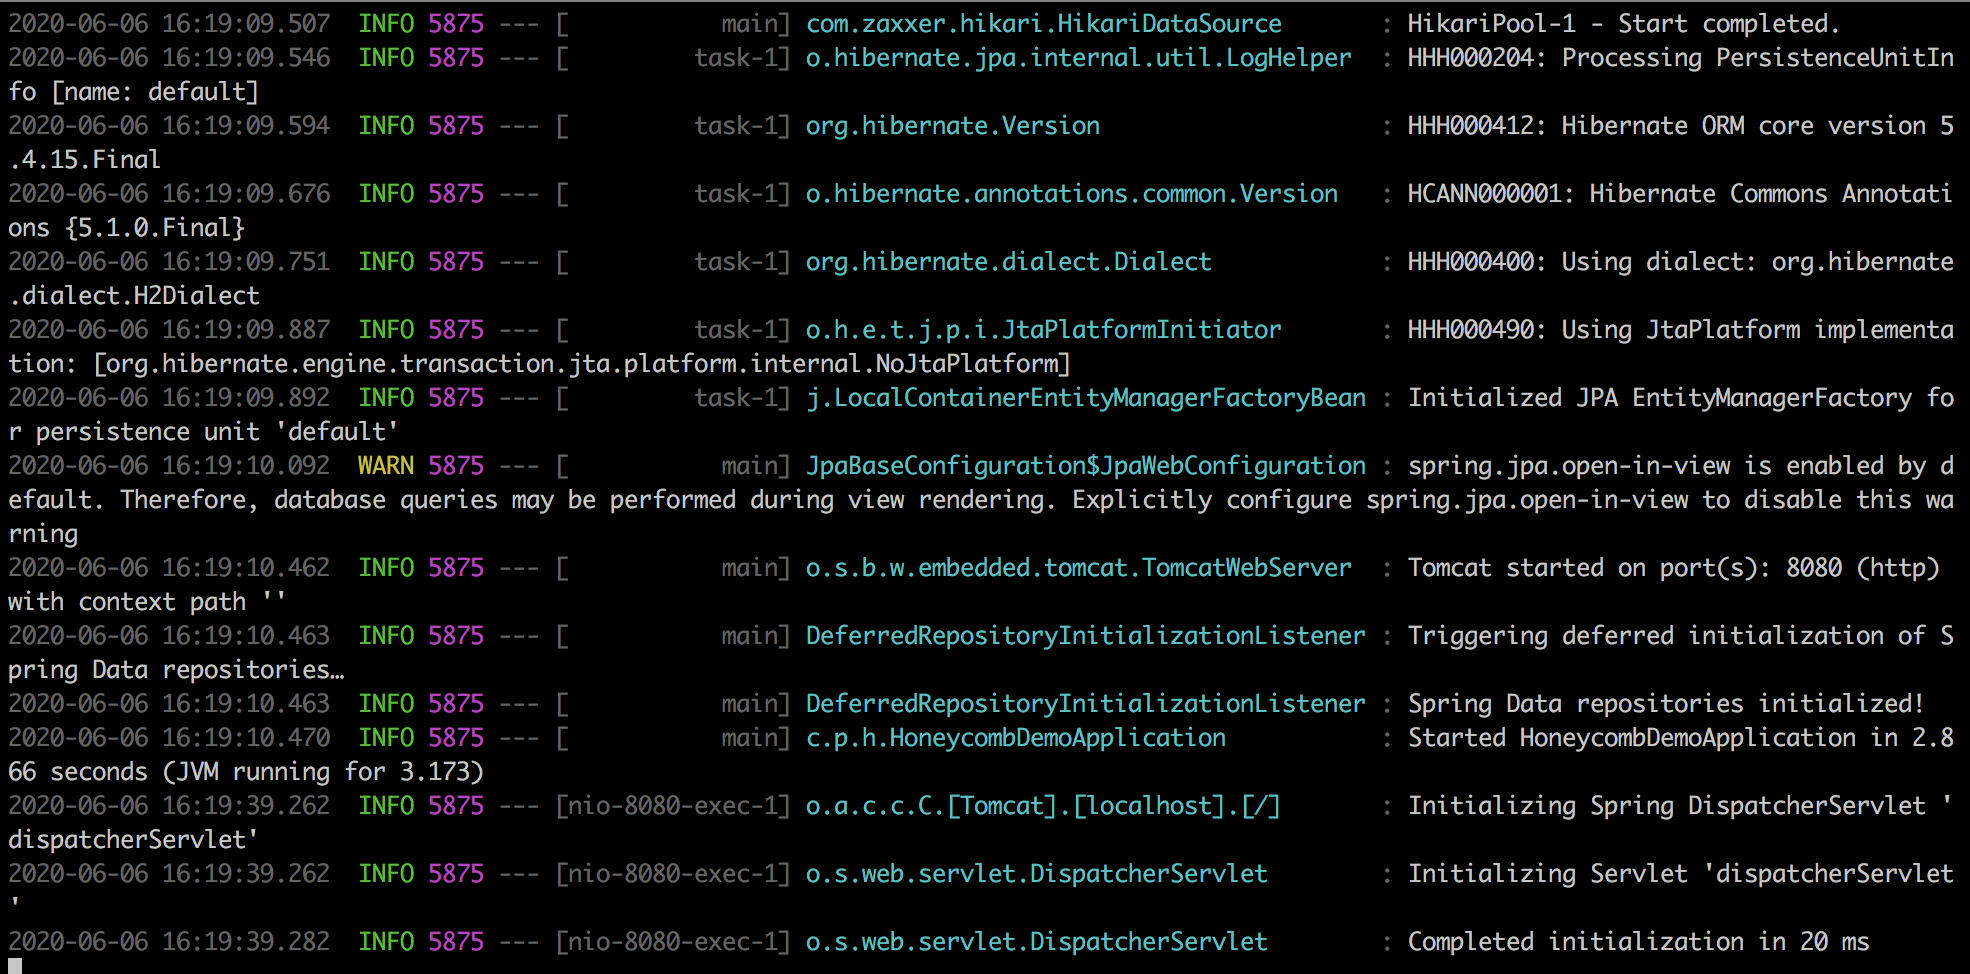 2020-06-06 16:19:09.507  INFO 5875 --- [           main] com.zaxxer.hikari.HikariDataSource       : HikariPool-1 - Start completed.
2020-06-06 16:19:09.546  INFO 5875 --- [         task-1] o.hibernate.jpa.internal.util.LogHelper  : HHH000204: Processing PersistenceUnitIn
fo [name: default]
2020-06-06 16:19:09.594  INFO 5875 --- [         task-1] org.hibernate.Version                    : HHH000412: Hibernate ORM core version 5
.4.15.Final
2020-06-06 16:19:09.676  INFO 5875 --- [         task-1] o.hibernate.annotations.common.Version   : HCANN000001: Hibernate Commons Annotati
ons {5.1.0.Final}
2020-06-06 16:19:09.751  INFO 5875 --- [         task-1] org.hibernate.dialect.Dialect            : HHH000400: Using dialect: org.hibernate
.dialect.H2Dialect
2020-06-06 16:19:09.887  INFO 5875 --- [         task-1] o.h.e.t.j.p.i.JtaPlatformInitiator       : HHH000490: Using JtaPlatform implementa
tion: [org.hibernate.engine.transaction.jta.platform.internal.NoJtaPlatform]
2020-06-06 16:19:09.892  INFO 5875 --- [         task-1] j.LocalContainerEntityManagerFactoryBean : Initialized JPA EntityManagerFactory fo
r persistence unit 'default'
2020-06-06 16:19:10.092  WARN 5875 --- [           main] JpaBaseConfiguration$JpaWebConfiguration : spring.jpa.open-in-view is enabled by d
efault. Therefore, database queries may be performed during view rendering. Explicitly configure spring.jpa.open-in-view to disable this wa
rning
2020-06-06 16:19:10.462  INFO 5875 --- [           main] o.s.b.w.embedded.tomcat.TomcatWebServer  : Tomcat started on port(s): 8080 (http)
with context path ''
2020-06-06 16:19:10.463  INFO 5875 --- [           main] DeferredRepositoryInitializationListener : Triggering deferred initialization of S
pring Data repositories…
2020-06-06 16:19:10.463  INFO 5875 --- [           main] DeferredRepositoryInitializationListener : Spring Data repositories initialized!
2020-06-06 16:19:10.470  INFO 5875 --- [           main] c.p.h.HoneycombDemoApplication           : Started HoneycombDemoApplication in 2.8
66 seconds (JVM running for 3.173)
2020-06-06 16:19:39.262  INFO 5875 --- [nio-8080-exec-1] o.a.c.c.C.[Tomcat].[localhost].[/]       : Initializing Spring DispatcherServlet '
dispatcherServlet'
2020-06-06 16:19:39.262  INFO 5875 --- [nio-8080-exec-1] o.s.web.servlet.DispatcherServlet        : Initializing Servlet 'dispatcherServlet
'
2020-06-06 16:19:39.282  INFO 5875 --- [nio-8080-exec-1] o.s.web.servlet.DispatcherServlet        : Completed initialization in 20 ms